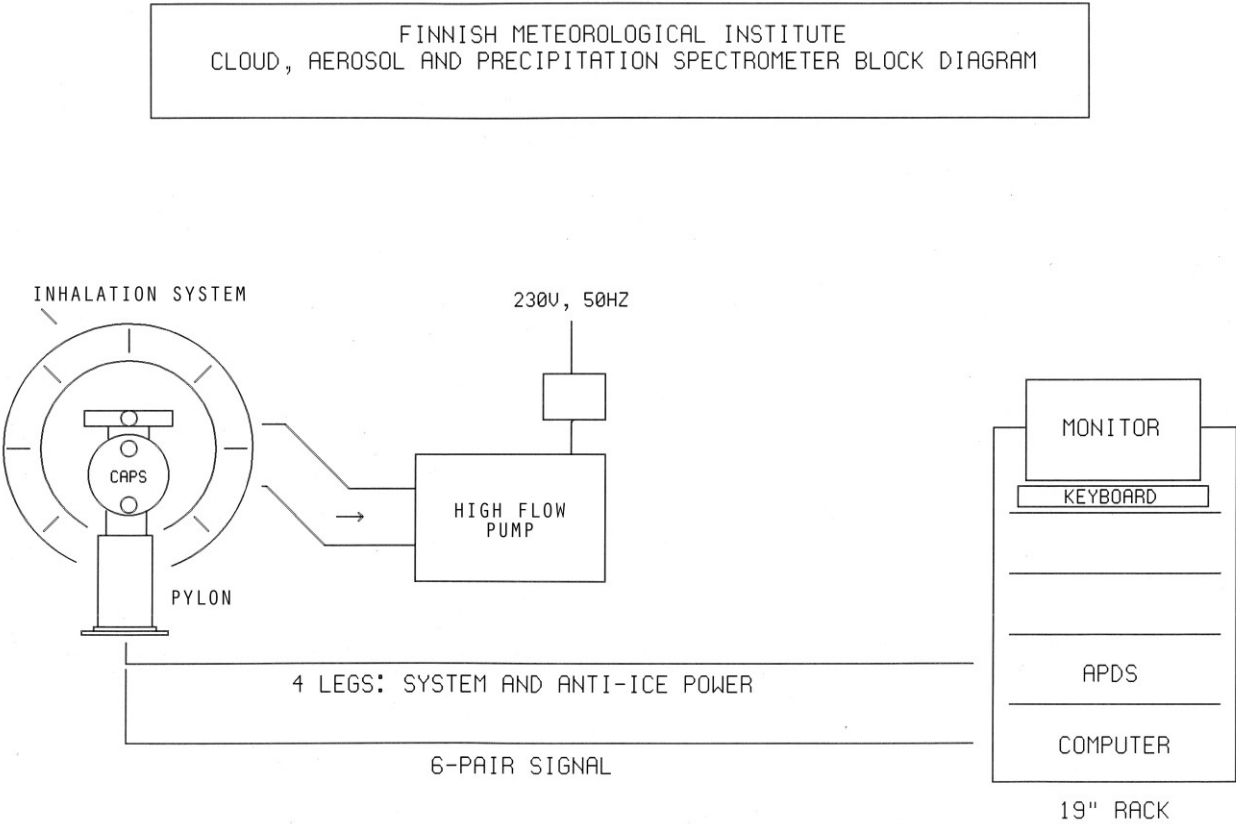 FINNISH METEOROLOGICAL INSTITUTE
CLOUD, AEROSOL AND PRECIPITATION SPECTROMETER BLOCK DIAGRAM
INHALATION SYSTEM
230V, 50HZ
MONITOR
KEYBOARD
CAPS
HIGH FLOW
PUMP
PYLON
APDS
4 LEGS: SYSTEM AND ANTI-ICE POWER
COMPUTER
6-PAIR SIGNAL
19" RACK